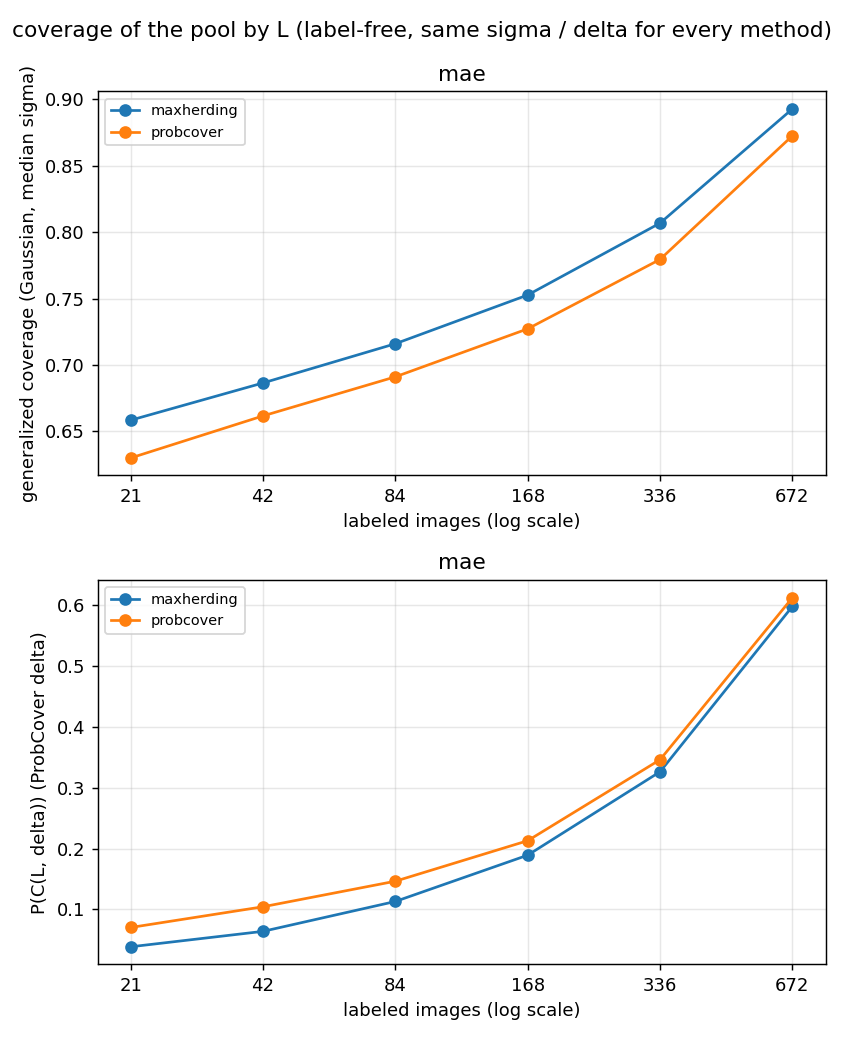 coverage of the pool by L (label-free, same sigma / delta for every method)
mae
generalized coverage (Gaussian, median sigma)
0.90
0.85
0.80
0.75
0.70
0.65
maxherding
probcover
21 42 84 168 336 672
labeled images (log scale)
mae
P(C(L, delta)) (ProbCover delta)
0.6
0.5
0.4
0.3
0.2
0.1
maxherding
probcover
21 42 84 168 336 672
labeled images (log scale)